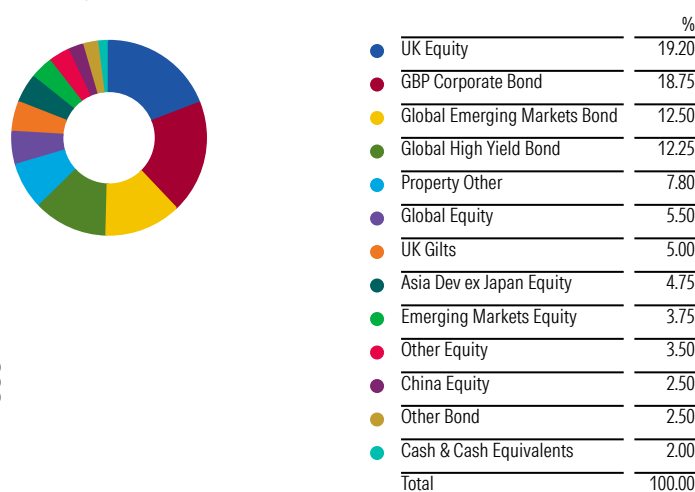 %
UK Equity 19.20
GBP Corporate Bond 18.75
Global Emerging Markets Bond 12.50
Global High Yield Bond 12.25
Property Other 7.80
Global Equity 5.50
UK Gilts 5.00
Asia Dev ex Japan Equity 4.75
Emerging Markets Equity 3.75
Other Equity 3.50
China Equity 2.50
Other Bond 2.50
Cash & Cash Equivalents 2.00
Total 100.00